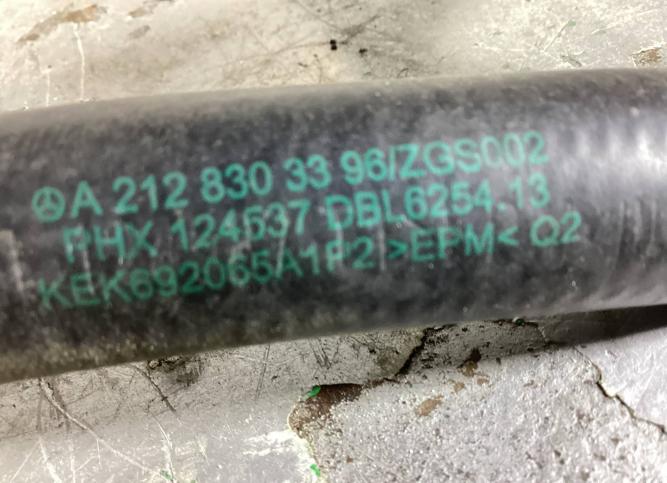 A 212 830 33 96/ZGS002
PHX 124537 DBL6254.13
KEK692065A1P2 >EPM< Q2